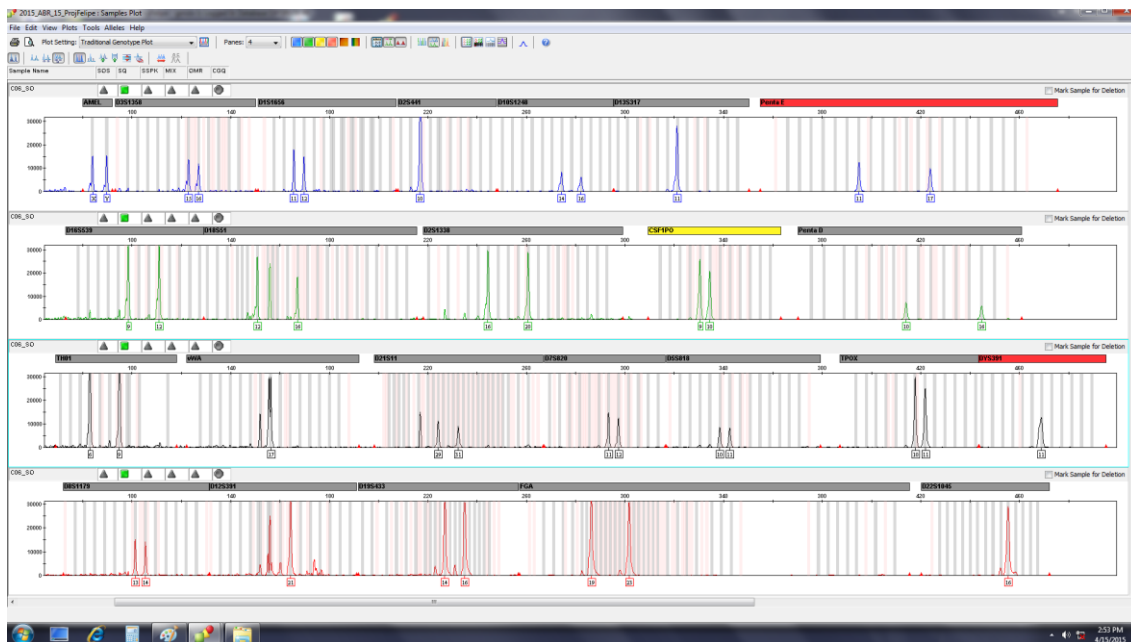 2015_ABR_15_ProjFelipe : Samples Plot
File Edit View Plots Tools Alleles Help
Plot Setting: Traditional Genotype Plot Panes: 4
Sample Name SOS SQ SSPK MIX DMR CGQ
C06_SO Mark Sample for Deletion
AMEL D3S1358 D1S1656 D2S441 D10S1248 D13S317 Penta E
100 140 180 220 260 300 340 380 420 460
30000
20000
10000
0
X Y 15 16 11 12 10 14 16 11 11 17
C06_SO Mark Sample for Deletion
D16S539 D18S51 D2S1338 CSF1PO Penta D
100 140 180 220 260 300 340 380 420 460
30000
20000
10000
0
9 12 12 18 16 20 9 10 10
C06_SO Mark Sample for Deletion
TH01 vWA D21S11 D7S820 D5S818 TPOX DYS391
100 140 180 220 260 300 340 380 420 460
30000
20000
10000
0
6 9 17 11 12 10 11 10 11 11
C06_SO Mark Sample for Deletion
D8S1179 D12S391 D19S433 FGA D22S1045
100 140 180 220 260 300 340 380 420 460
30000
20000
10000
0
13 14 21 14 16 19 23 16
2:53 PM
4/15/2015